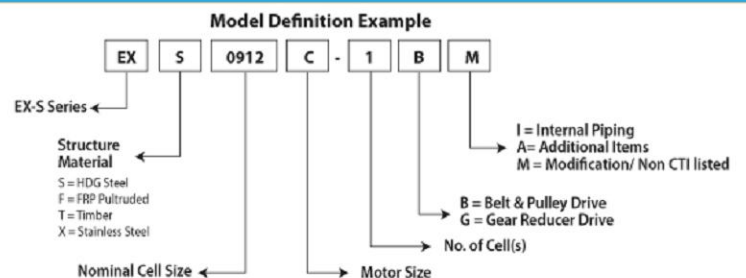 Model Definition Example
EX S 0912 C - 1 B M
EX-S Series
Structure
Material
S = HDG Steel
F = FRP Pultruded
T = Timber
X = Stainless Steel
Nominal Cell Size
Motor Size
No. of Cell(s)
B = Belt & Pulley Drive
G = Gear Reducer Drive
I = Internal Piping
A= Additional Items
M = Modification/ Non CTI listed